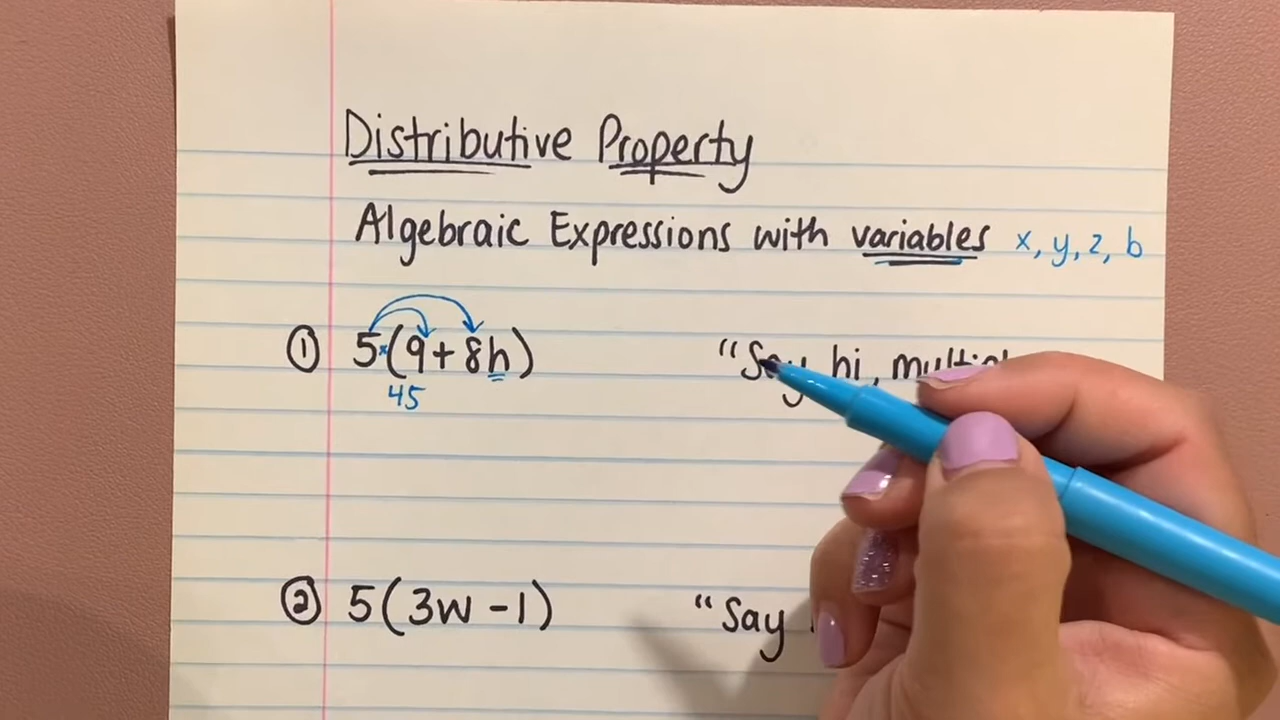 Distributive Property
Algebraic Expressions with variables x, y, z, b
① 5×(9+8h) "Say hi,
45
② 5(3w-1) "Say